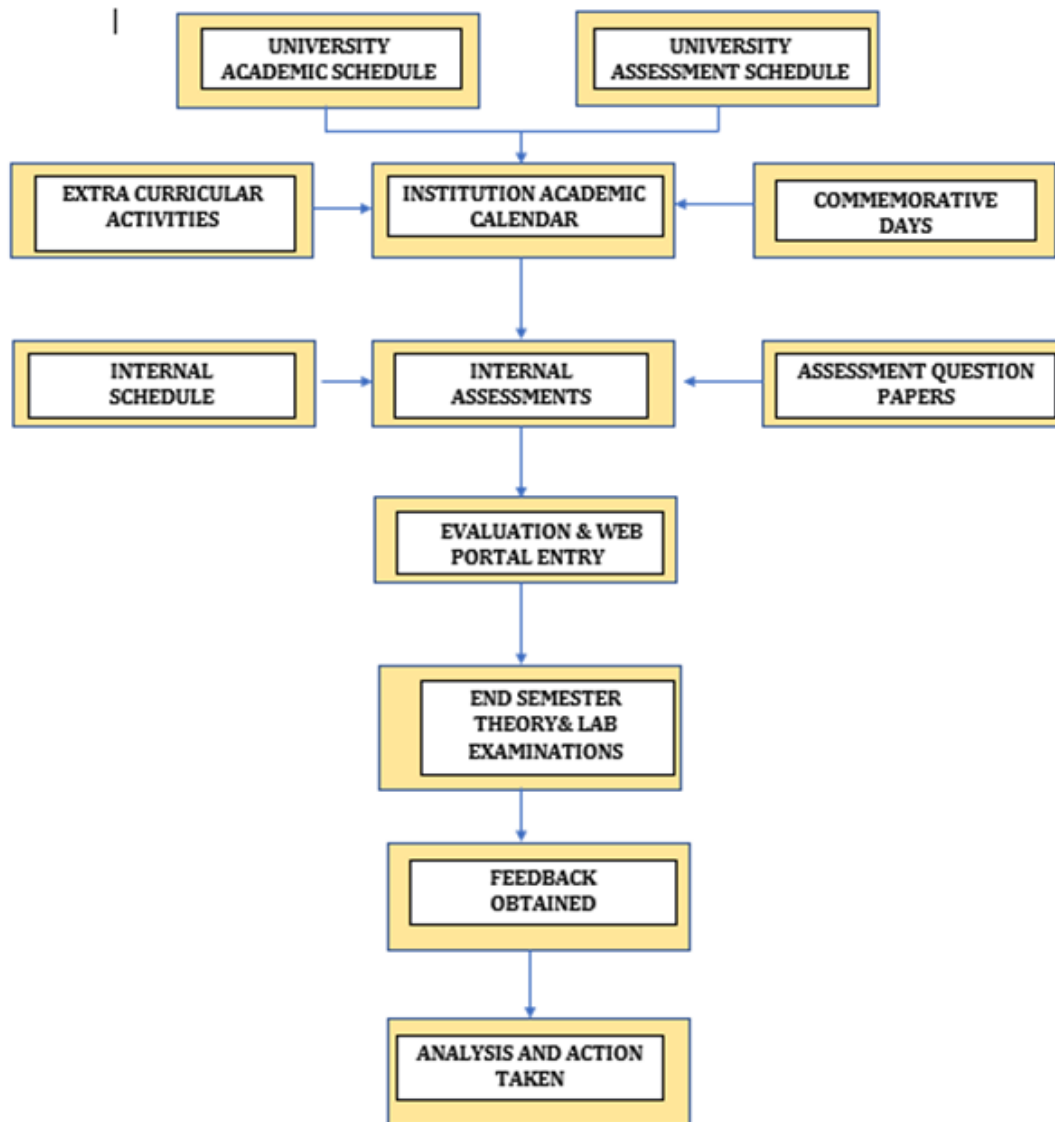 UNIVERSITY
ACADEMIC SCHEDULE
UNIVERSITY
ASSESSMENT SCHEDULE
EXTRA CURRICULAR
ACTIVITIES
INSTITUTION ACADEMIC
CALENDAR
COMMEMORATIVE
DAYS
INTERNAL
SCHEDULE
INTERNAL
ASSESSMENTS
ASSESSMENT QUESTION
PAPERS
EVALUATION & WEB
PORTAL ENTRY
END SEMESTER
THEORY& LAB
EXAMINATIONS
FEEDBACK
OBTAINED
ANALYSIS AND ACTION
TAKEN